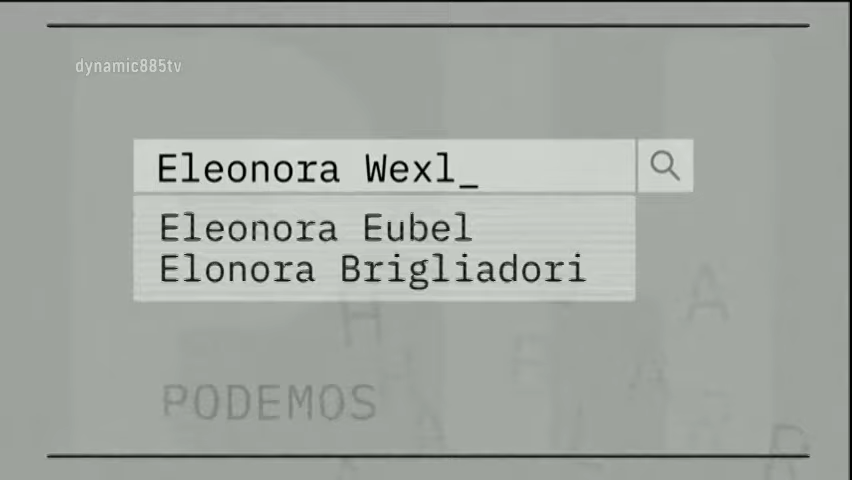 dynamic885tv
Eleonora Wexl_
Eleonora Eubel
Elonora Brigliadori
H
A
E
A
PODEMOS
R